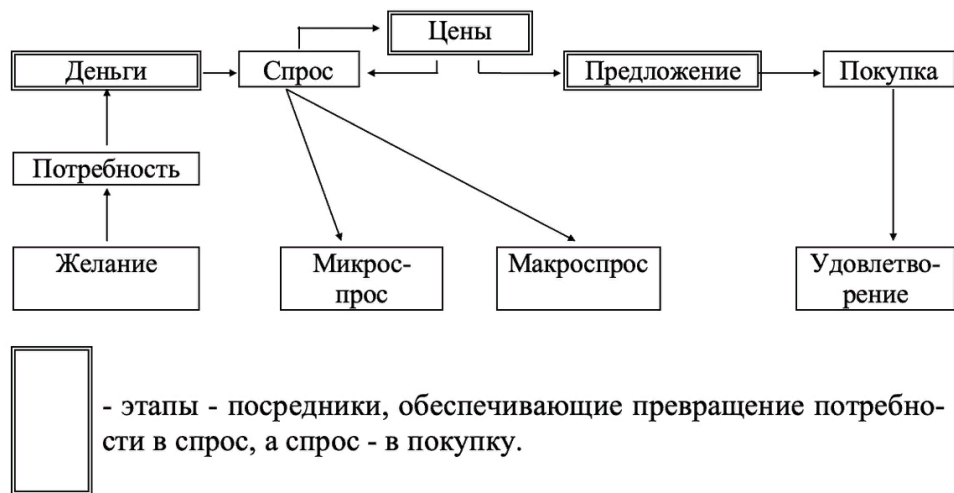 Цены
Деньги
Спрос
Предложение
Покупка
Потребность
Желание
Микрос-
прос
Макроспрос
Удовлетво-
рение
- этапы - посредники, обеспечивающие превращение потребно-
сти в спрос, а спрос - в покупку.